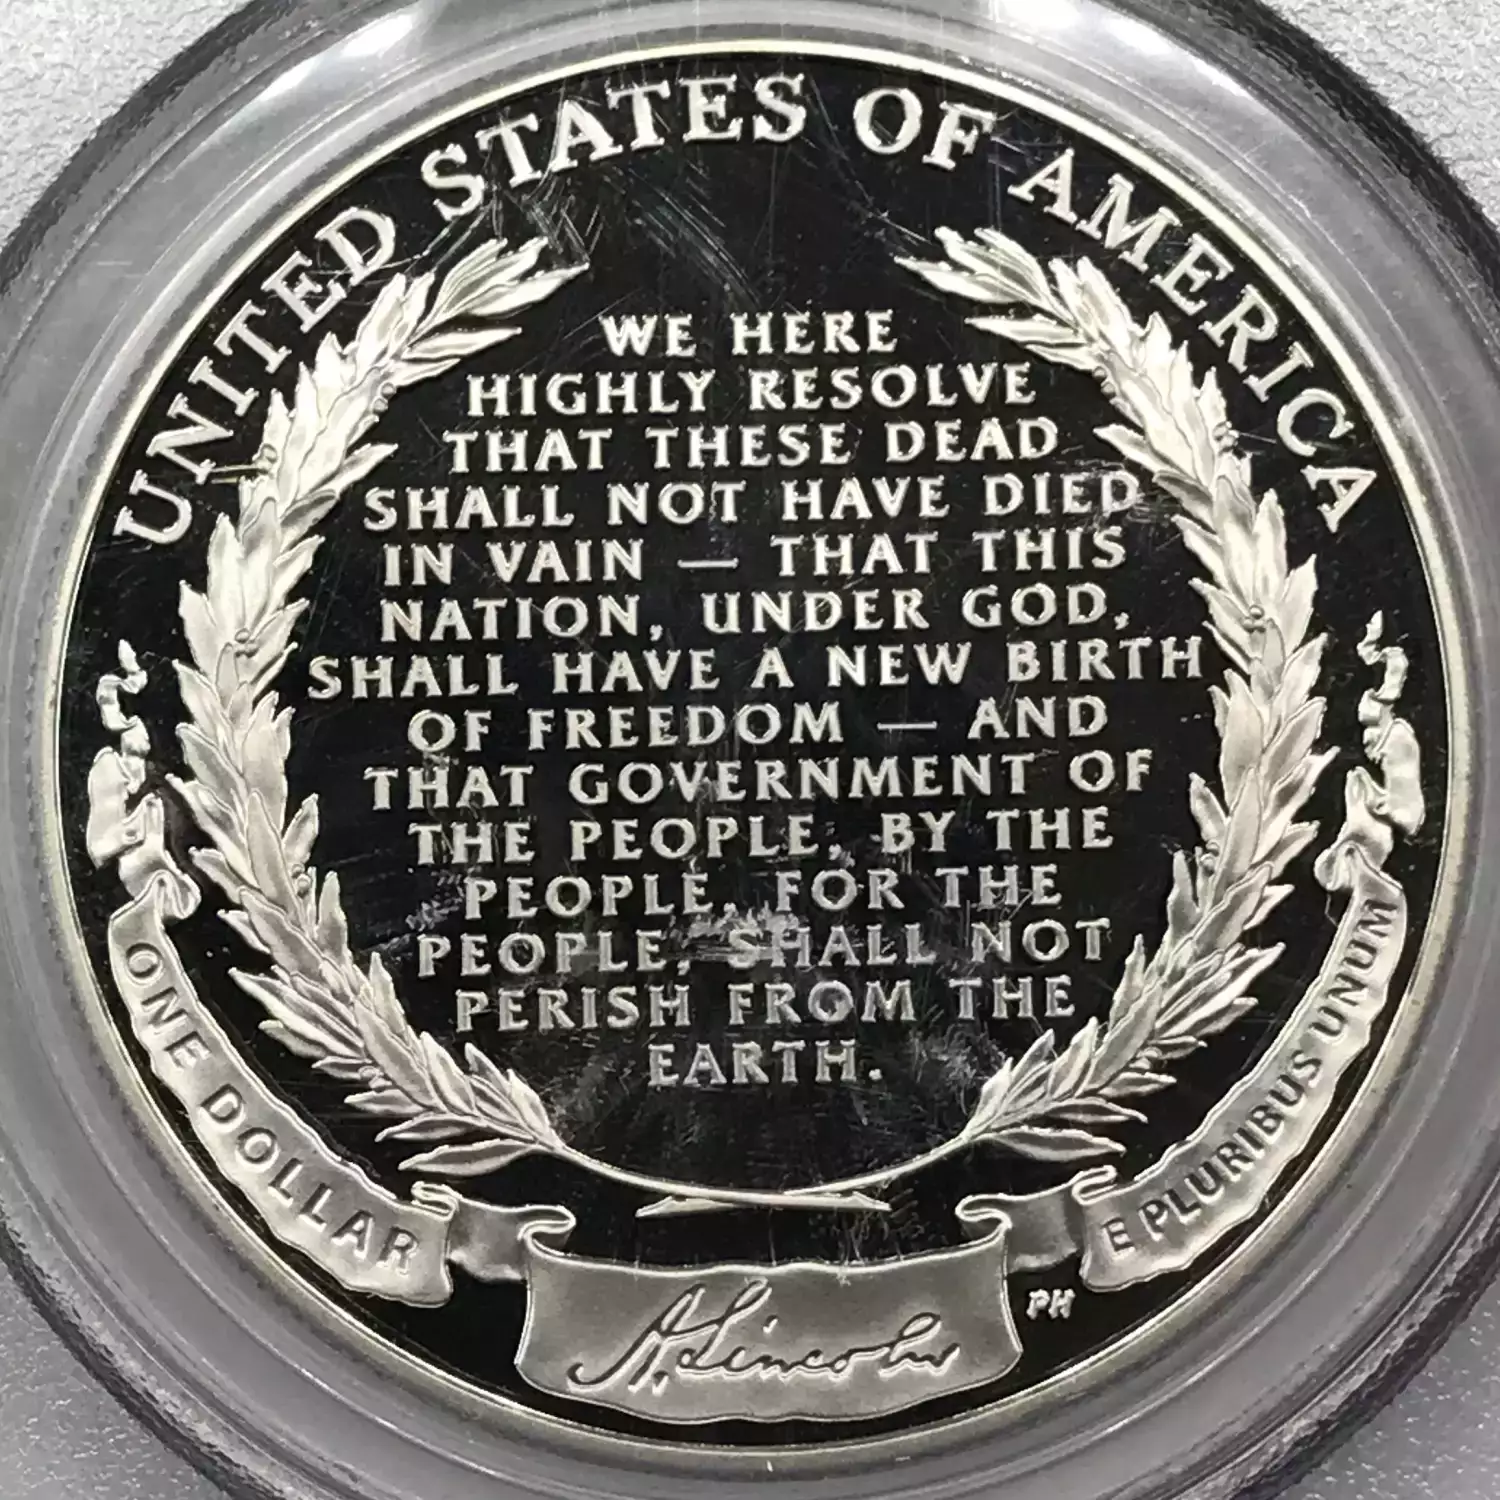 UNITED STATES OF AMERICA
WE HERE
HIGHLY RESOLVE
THAT THESE DEAD
SHALL NOT HAVE DIED
IN VAIN — THAT THIS
NATION, UNDER GOD,
SHALL HAVE A NEW BIRTH
OF FREEDOM — AND
THAT GOVERNMENT OF
THE PEOPLE, BY THE
PEOPLE, FOR THE
PEOPLE, SHALL NOT
PERISH FROM THE
EARTH.
ONE DOLLAR
E PLURIBUS UNUM
A. Lincoln
PH